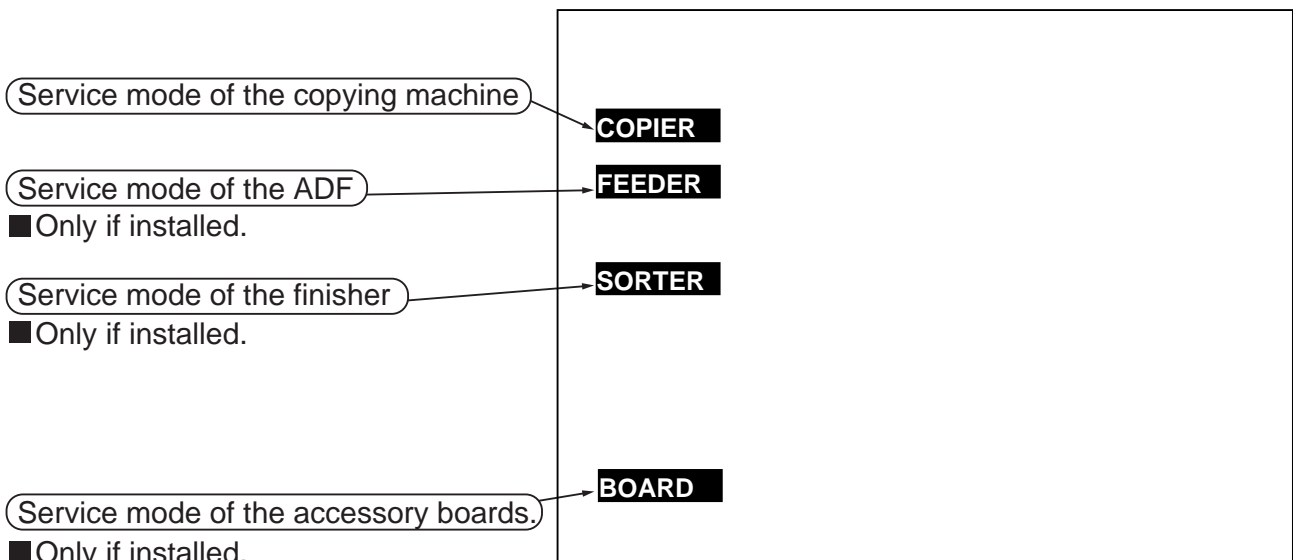 Service mode of the copying machine
COPIER
Service mode of the ADF
FEEDER
■Only if installed.
Service mode of the finisher
SORTER
■Only if installed.
Service mode of the accessory boards.
BOARD
■Only if installed.